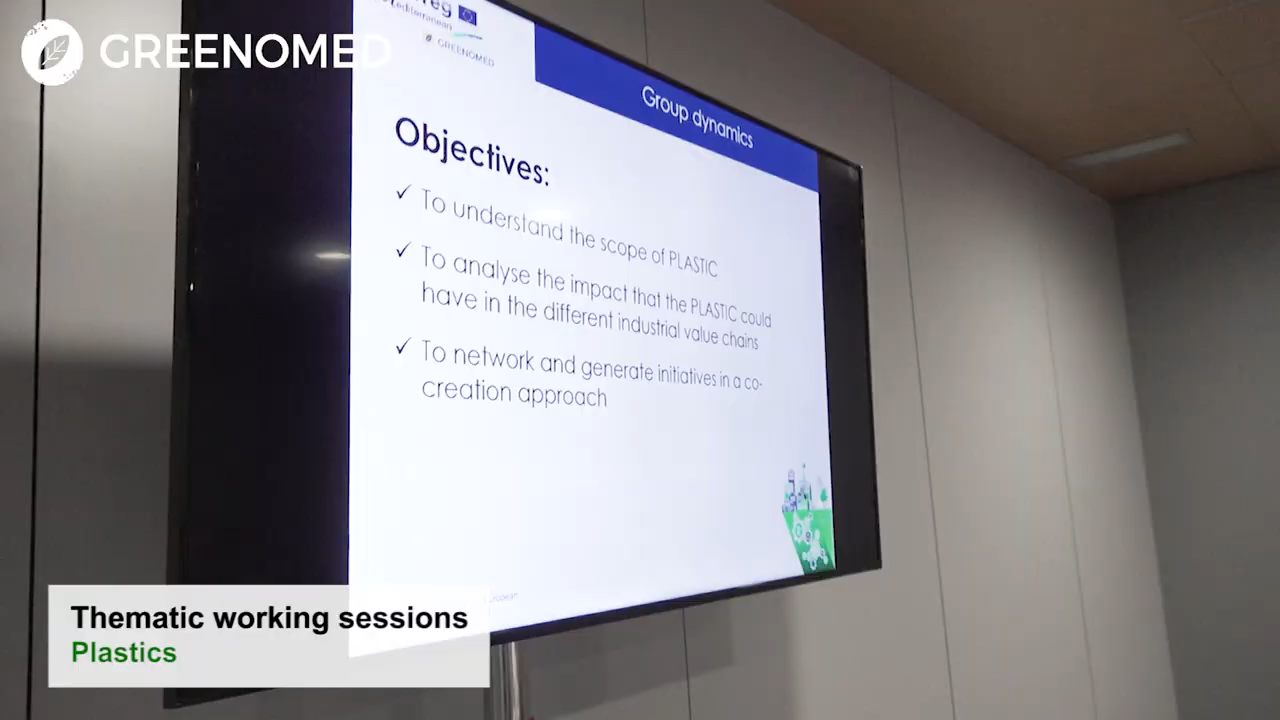 GREENOMED
Mediterranean
GREENOMED
Group dynamics
Objectives:
✓ To understand the scope of PLASTIC
✓ To analyse the impact that the PLASTIC could
have in the different industrial value chains
✓ To network and generate initiatives in a co-
creation approach
Thematic working sessions
Plastics